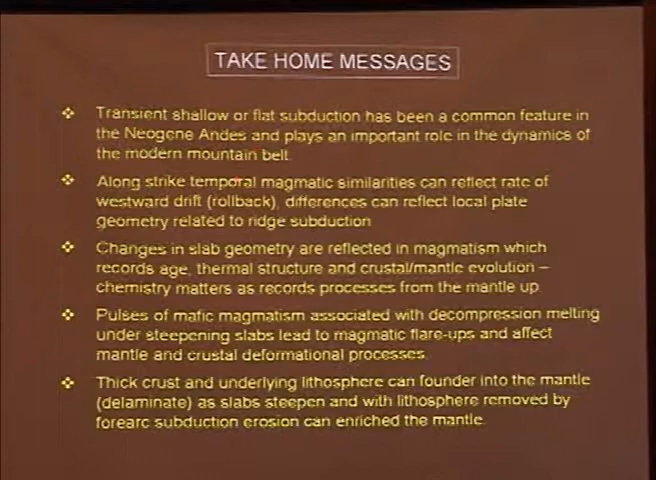 TAKE HOME MESSAGES
❖ Transient shallow or flat subduction has been a common feature in
the Neogene Andes and plays an important role in the dynamics of
the modern mountain belt.
❖ Along strike temporal magmatic similarities can reflect rate of
westward drift (rollback), differences can reflect local plate
geometry related to ridge subduction
❖ Changes in slab geometry are reflected in magmatism which
records age, thermal structure and crustal/mantle evolution –
chemistry matters as records processes from the mantle up.
❖ Pulses of mafic magmatism associated with decompression melting
under steepening slabs lead to magmatic flare-ups and affect
mantle and crustal deformational processes.
❖ Thick crust and underlying lithosphere can founder into the mantle
(delaminate) as slabs steepen and with lithosphere removed by
forearc subduction erosion can enriched the mantle.